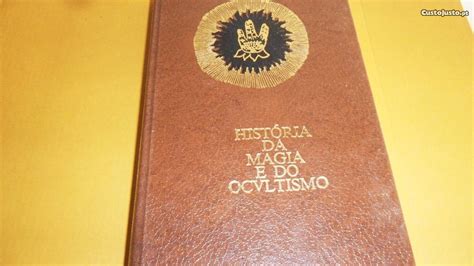 CustoJusto.pt
HISTÓRIA
DA
MAGIA
E DO
OCVLTISMO